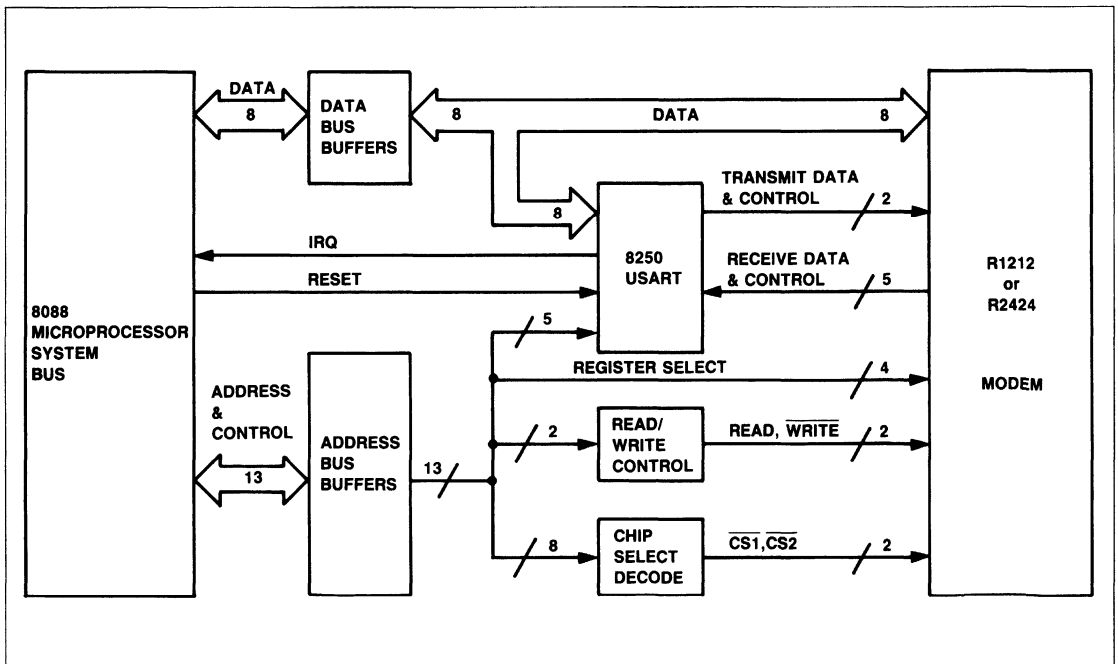 8088
MICROPROCESSOR
SYSTEM
BUS
DATA
8
DATA
BUS
BUFFERS
8
DATA
8
8
IRQ
RESET
8250
USART
TRANSMIT DATA
& CONTROL
2
RECEIVE DATA
& CONTROL
5
R1212
or
R2424
MODEM
ADDRESS
&
CONTROL
13
ADDRESS
BUS
BUFFERS
13
5
REGISTER SELECT
4
2
READ/
WRITE
CONTROL
READ, WRITE
2
8
CHIP
SELECT
DECODE
CS1,CS2
2